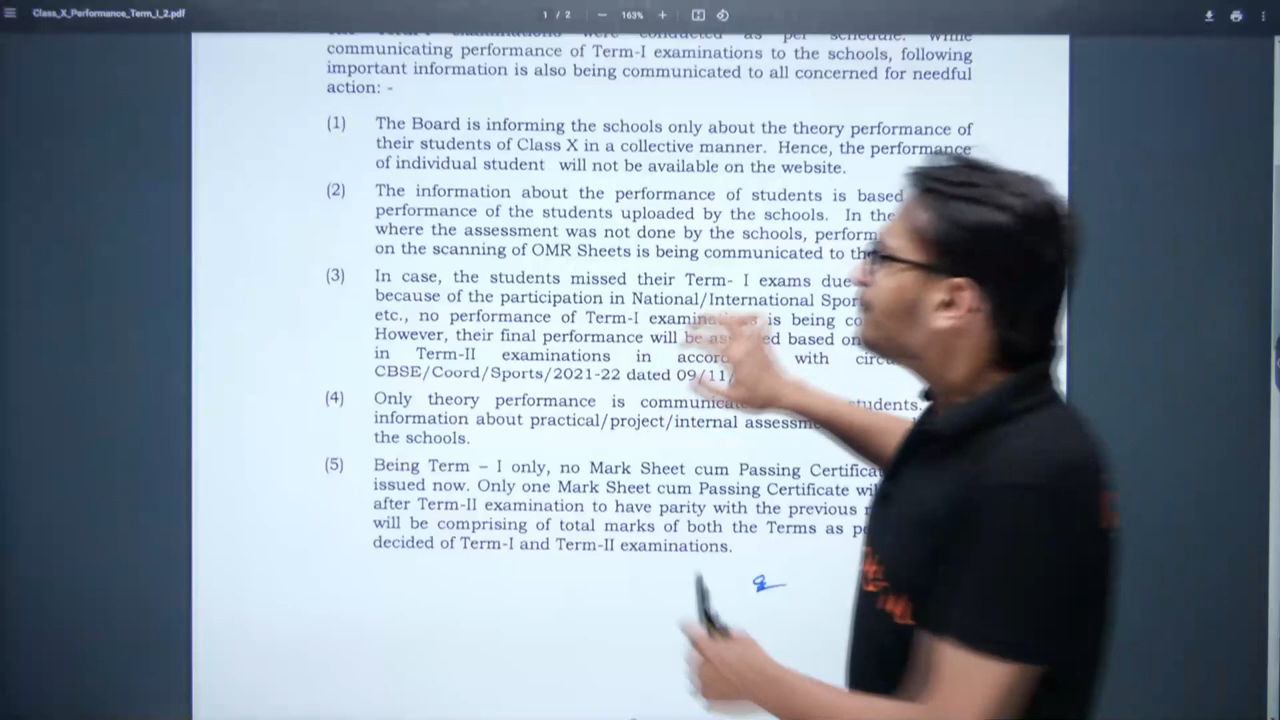 Class_X_Performance_Term_I_2.pdf
1 / 2 − 163% +
communicating performance of Term-I examinations to the schools, following
important information is also being communicated to all concerned for needful
action: -
(1) The Board is informing the schools only about the theory performance of
their students of Class X in a collective manner. Hence, the performance
of individual student will not be available on the website.
(2) The information about the performance of students is based
performance of the students uploaded by the schools. In the
where the assessment was not done by the schools, perform
on the scanning of OMR Sheets is being communicated to th
(3) In case, the students missed their Term- I exams due
because of the participation in National/International Spor
etc., no performance of Term-I examinations is being co
However, their final performance will be based on
in Term-II examinations in accor with circ
CBSE/Coord/Sports/2021-22 dated 09/11/
(4) Only theory performance is communica students.
information about practical/project/internal assessm
the schools.
(5) Being Term – I only, no Mark Sheet cum Passing Certifica
issued now. Only one Mark Sheet cum Passing Certificate wil
after Term-II examination to have parity with the previous
will be comprising of total marks of both the Terms as p
decided of Term-I and Term-II examinations.